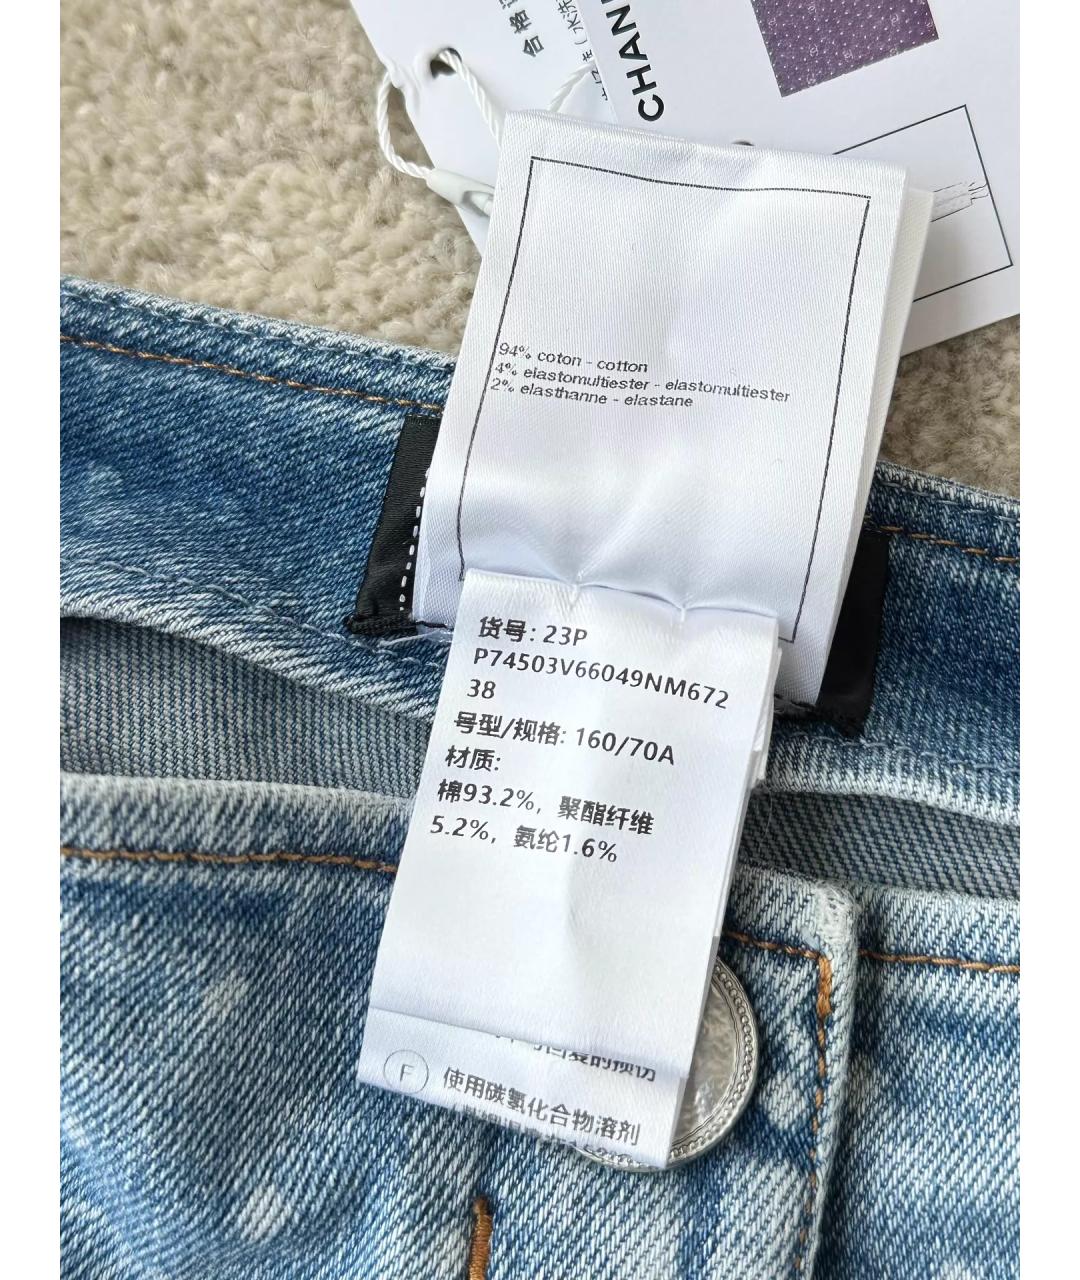 合格
CHAN
94% coton - cotton
4% elastomultiester - elastomultiester
2% elasthanne - elastane
货号: 23P
P74503V66049NM672
38
号型/规格: 160/70A
材质:
棉93.2%, 聚酯纤维
5.2%, 氨纶1.6%
F
使用碳氢化合物溶剂